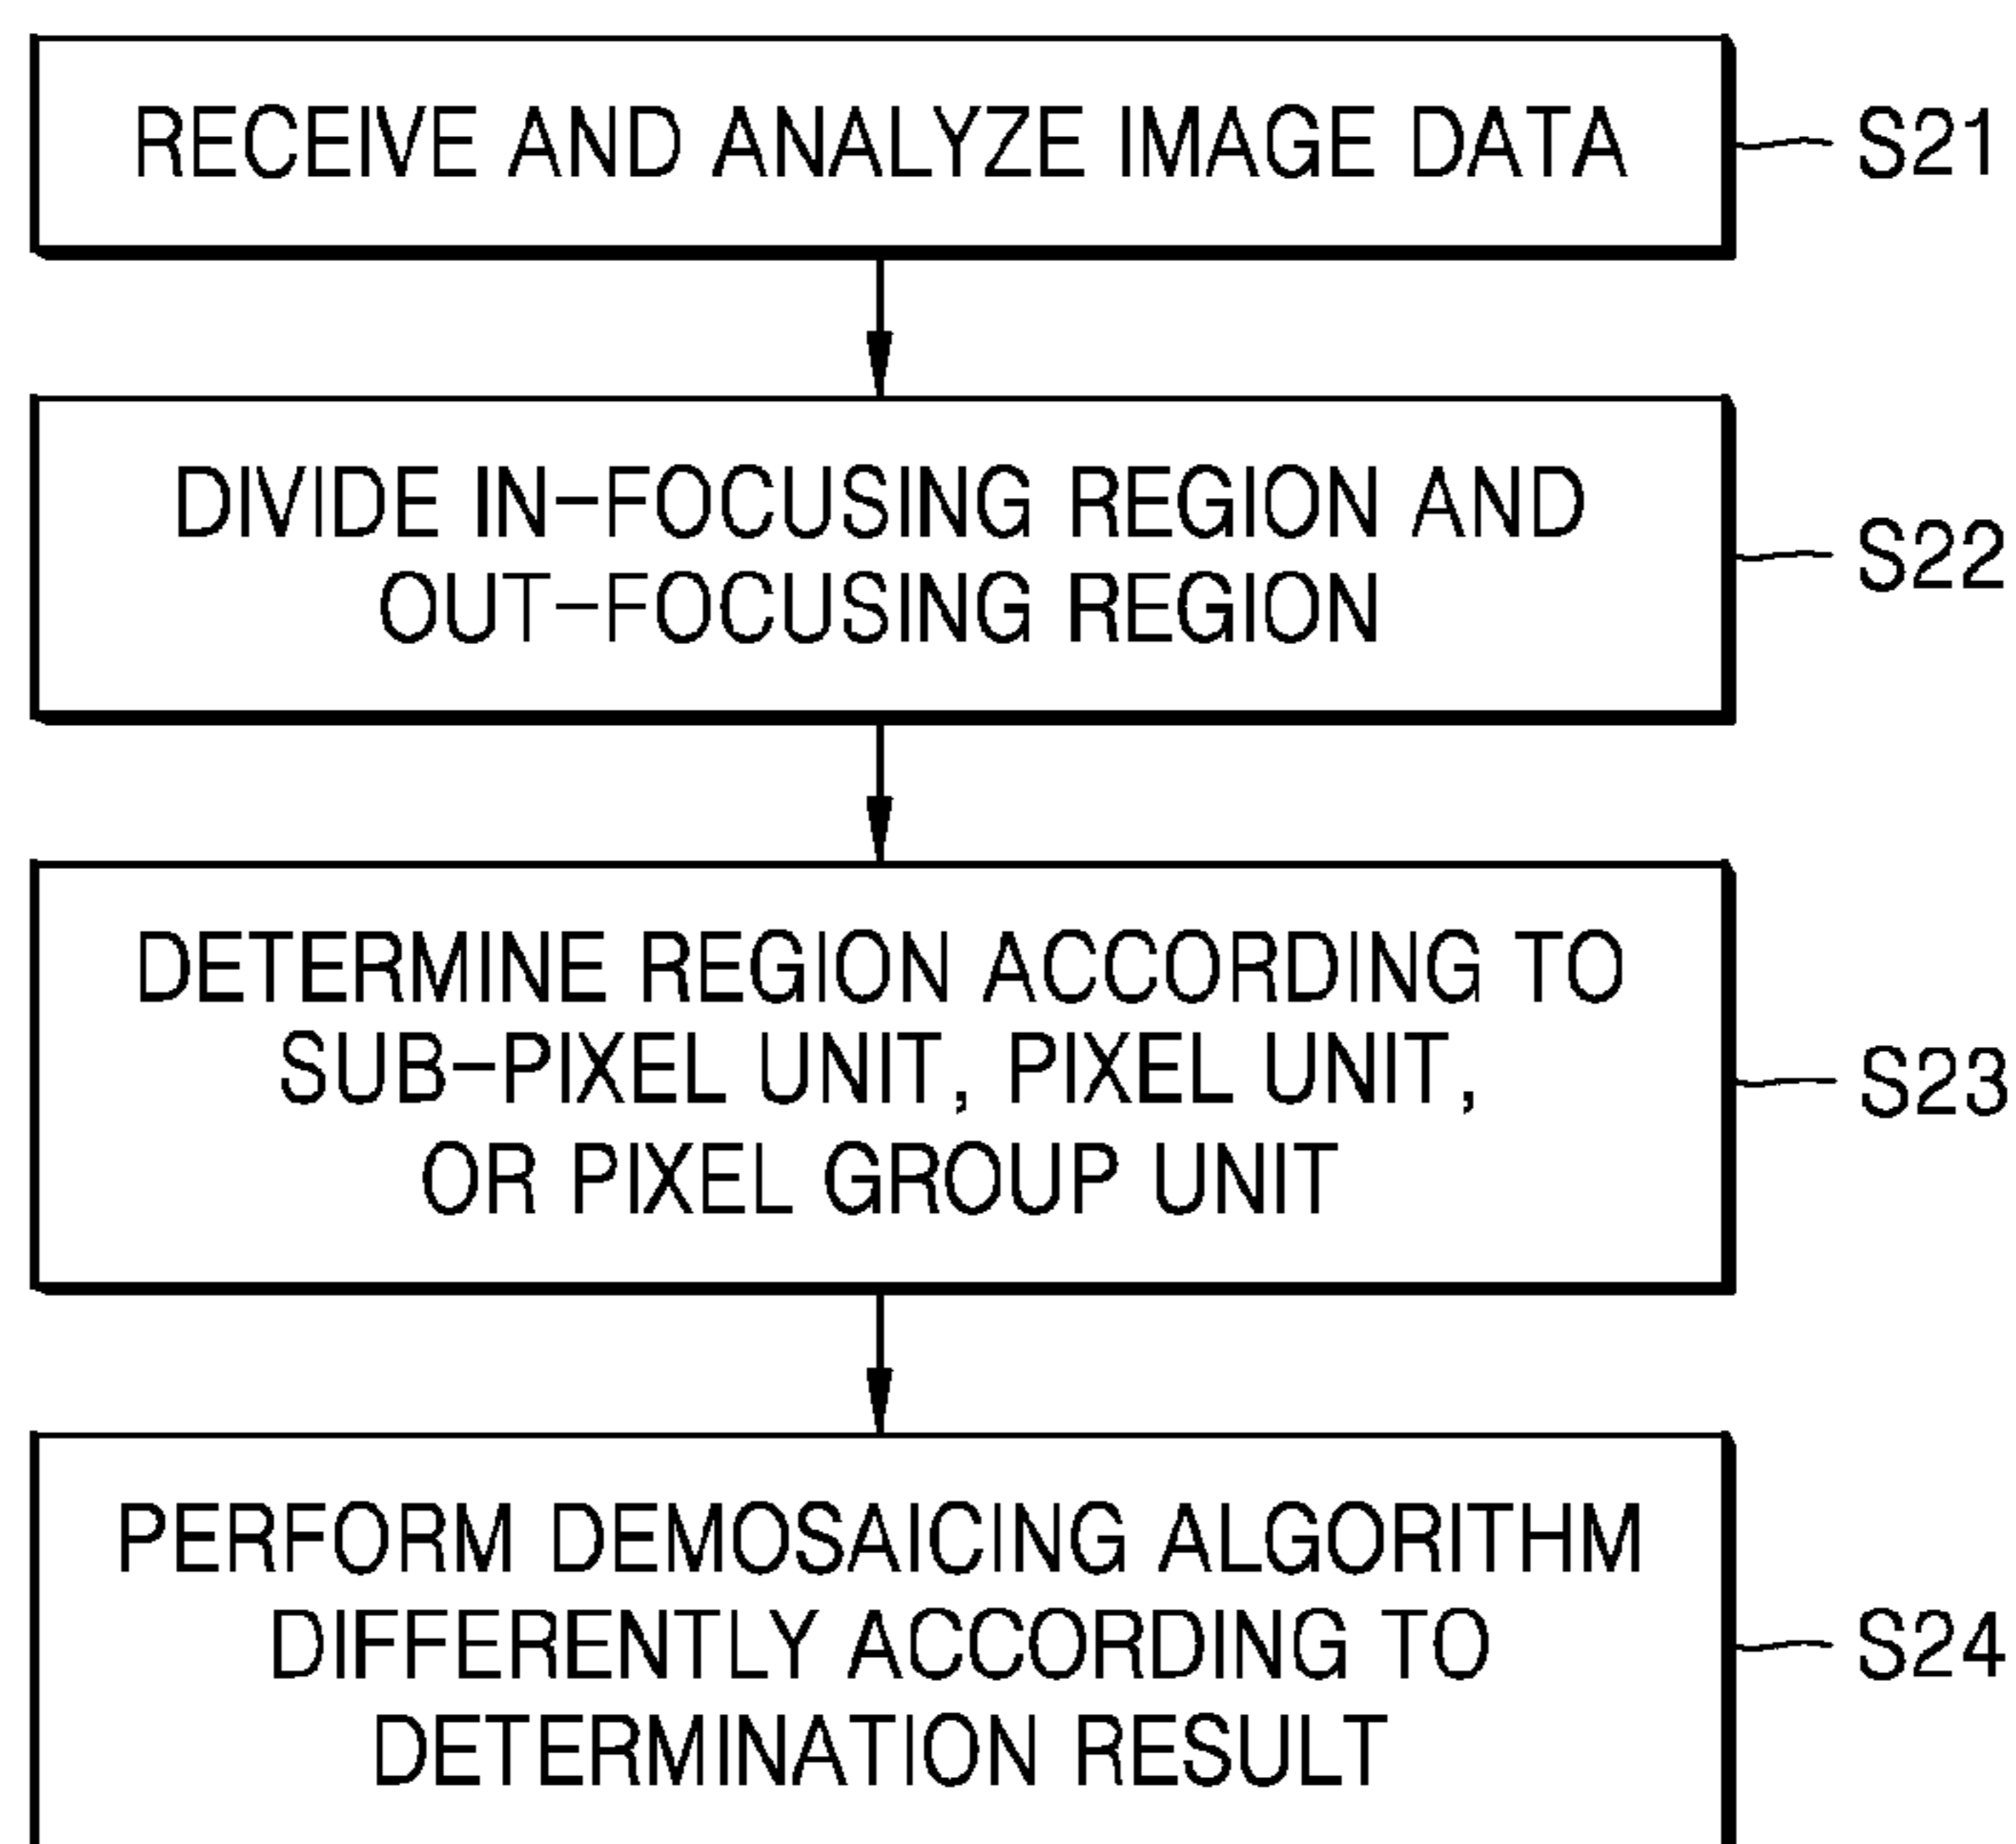 RECEIVE AND ANALYZE IMAGE DATA
S21
DIVIDE IN-FOCUSING REGION AND
OUT-FOCUSING REGION
S22
DETERMINE REGION ACCORDING TO
SUB-PIXEL UNIT, PIXEL UNIT,
OR PIXEL GROUP UNIT
S23
PERFORM DEMOSAICING ALGORITHM
DIFFERENTLY ACCORDING TO
DETERMINATION RESULT
S24